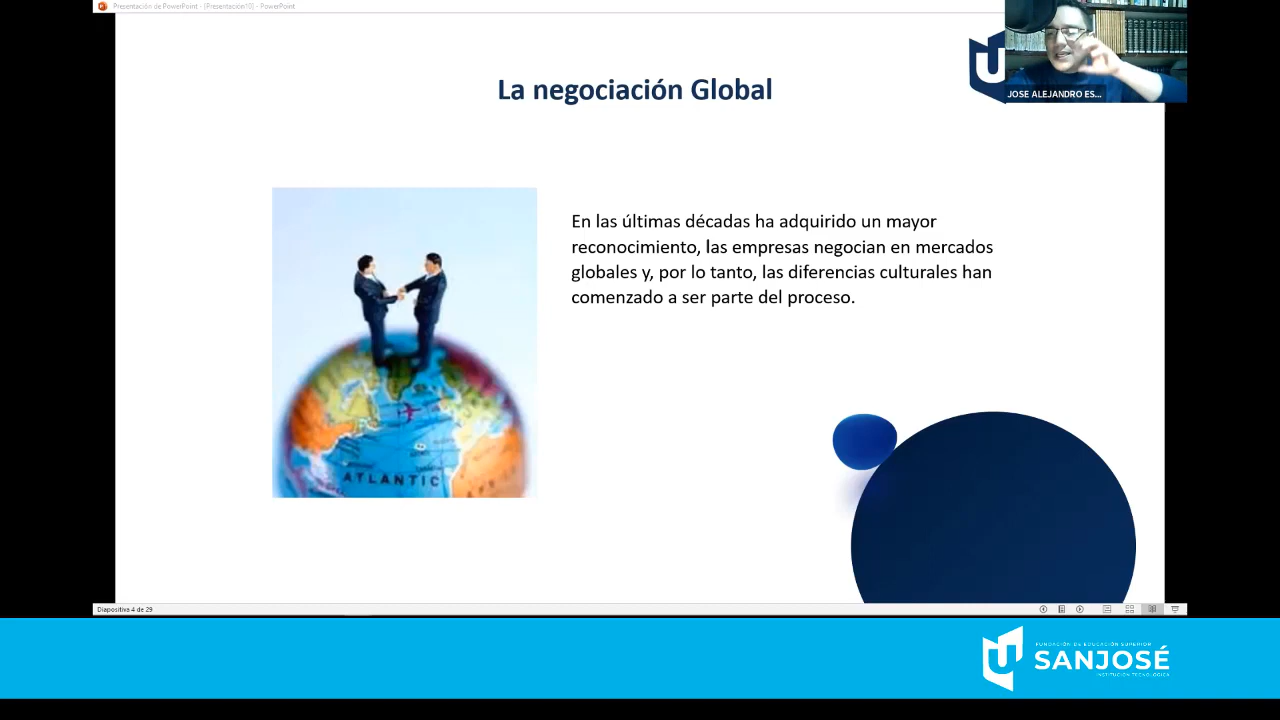 Presentación de PowerPoint - [Presentación10] - PowerPoint
La negociación Global
JOSE ALEJANDRO ES...
En las últimas décadas ha adquirido un mayor
reconocimiento, las empresas negocian en mercados
globales y, por lo tanto, las diferencias culturales han
comenzado a ser parte del proceso.
ATLANTIC
Diapositiva 4 de 29
FUNDACIÓN DE EDUCACIÓN SUPERIOR
SANJOSÉ
INSTITUCIÓN TECNOLÓGICA